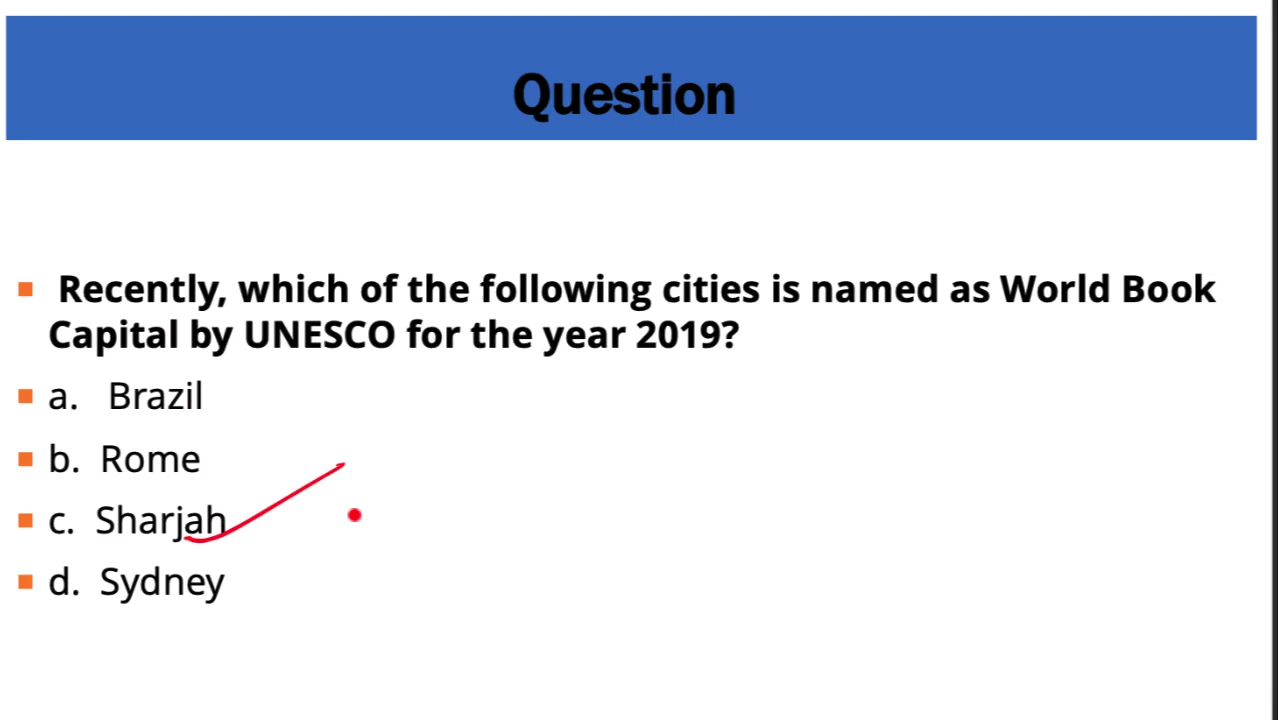 Question
Recently, which of the following cities is named as World Book
Capital by UNESCO for the year 2019?
a. Brazil
b. Rome
c. Sharjah
d. Sydney